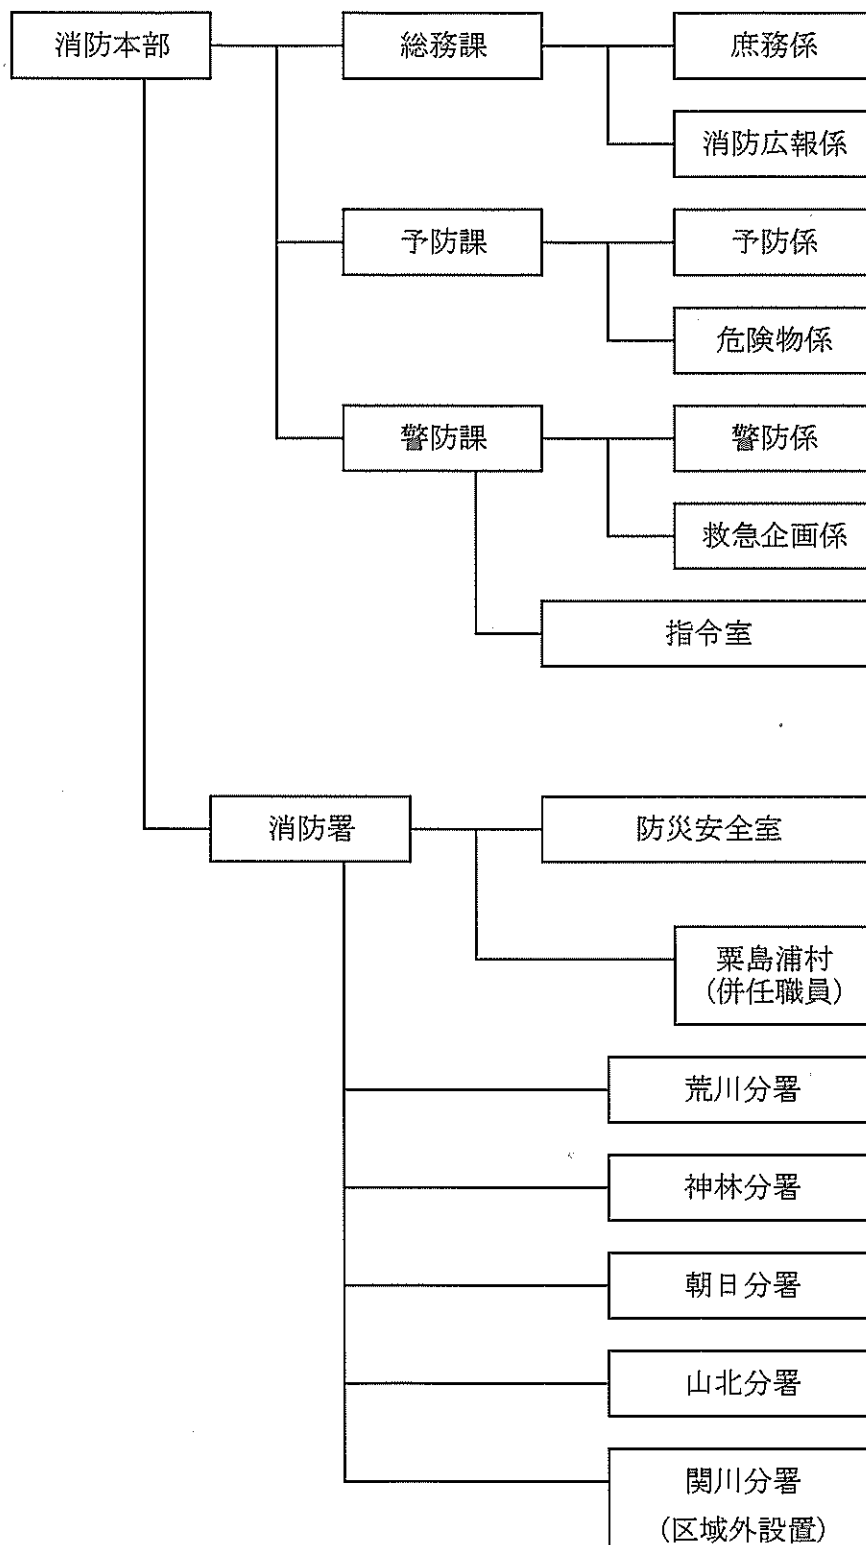 消防本部
総務課
庶務係
消防広報係
予防課
予防係
危険物係
警防課
警防係
救急企画係
指令室
消防署
防災安全室
粟島浦村
(併任職員)
荒川分署
神林分署
朝日分署
山北分署
関川分署
(区域外設置)